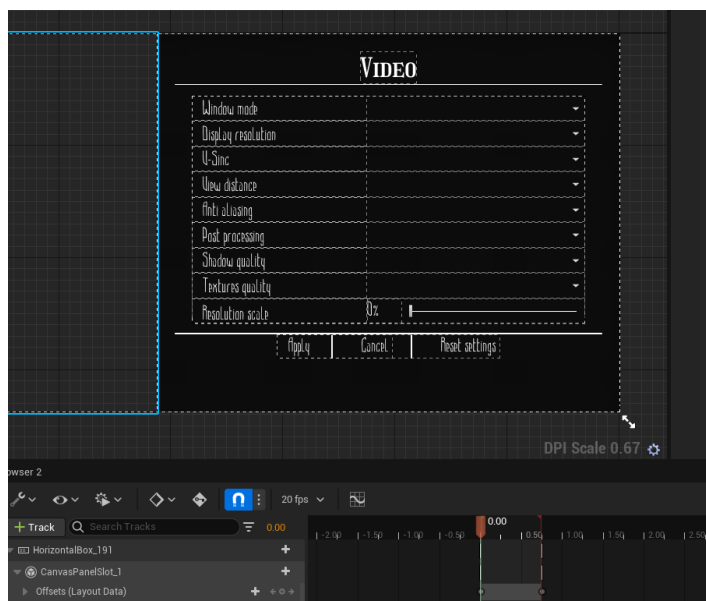 Video
Window mode
Display resolution
U-Sinc
View distance
Anti aliasing
Post processing
Shadow quality
Textures quality
Resolution scale 0%
Apply Cancel Reset settings
DPI Scale 0.67
owser 2
20 fps
+ Track Search Tracks 0.00 0.00
-2.00 -1.50 -1.00 -0.50 0.50 1.00 1.50 2.00 2.50
HorizontalBox_191
CanvasPanelSlot_1
Offsets (Layout Data)